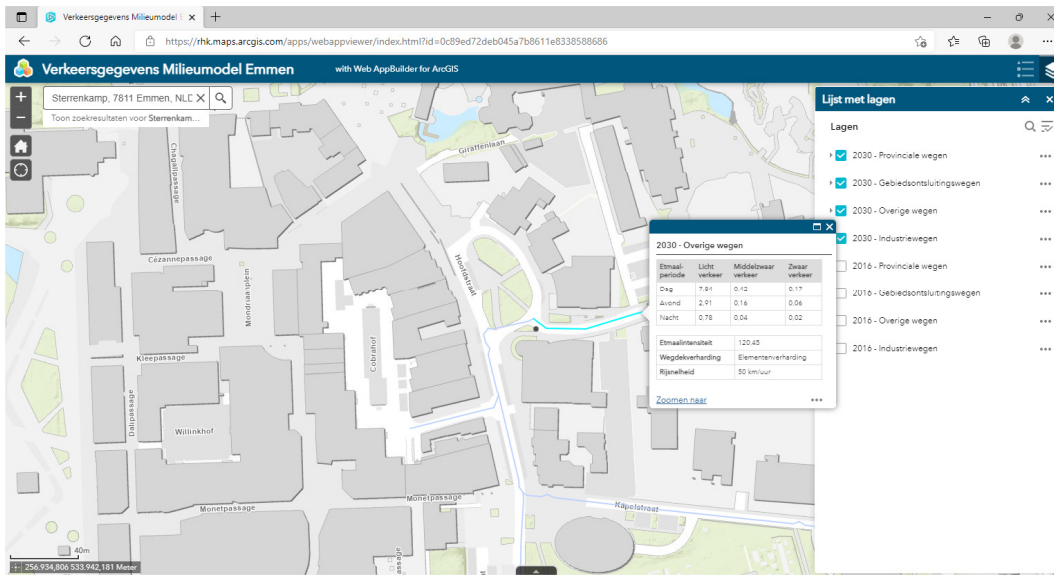 Verkeersgegevens Milieumodel E
https://rhk.maps.arcgis.com/apps/webappviewer/index.html?id=0c89ed72deb045a7b8611e8338588686
Verkeersgegevens Milieumodel Emmen
with Web AppBuilder for ArcGIS
Sterrenkamp, 7811 Emmen, NLD
Toon zoekresultaten voor Sterrenkam...
Lijst met lagen
Lagen
2030 - Provinciale wegen
2030 - Gebiedsontsluitingswegen
2030 - Overige wegen
2030 - Industriewegen
2016 - Provinciale wegen
2016 - Gebiedsontsluitingswegen
2016 - Overige wegen
2016 - Industriewegen
2030 - Overige wegen
Etmaal-periode Licht verkeer Middelzwaar verkeer Zwaar verkeer
Dag 7,84 0,42 0,17
Avond 2,91 0,16 0,06
Nacht 0,78 0,04 0,02
Etmaalintensiteit 120,45
Wegdekverharding Elementenverharding
Rijsnelheid 50 km/uur
Zoomen naar
Chagallpassage
Giraffenlaan
Cézannepassage
Mondriaanplein
Hoofdstraat
Cobrahof
Kleepassage
Dalipassage
Willinkhof
Monetpassage
Monetpassage
Kapelstraat
40m
256.934,806 533.942,181 Meter